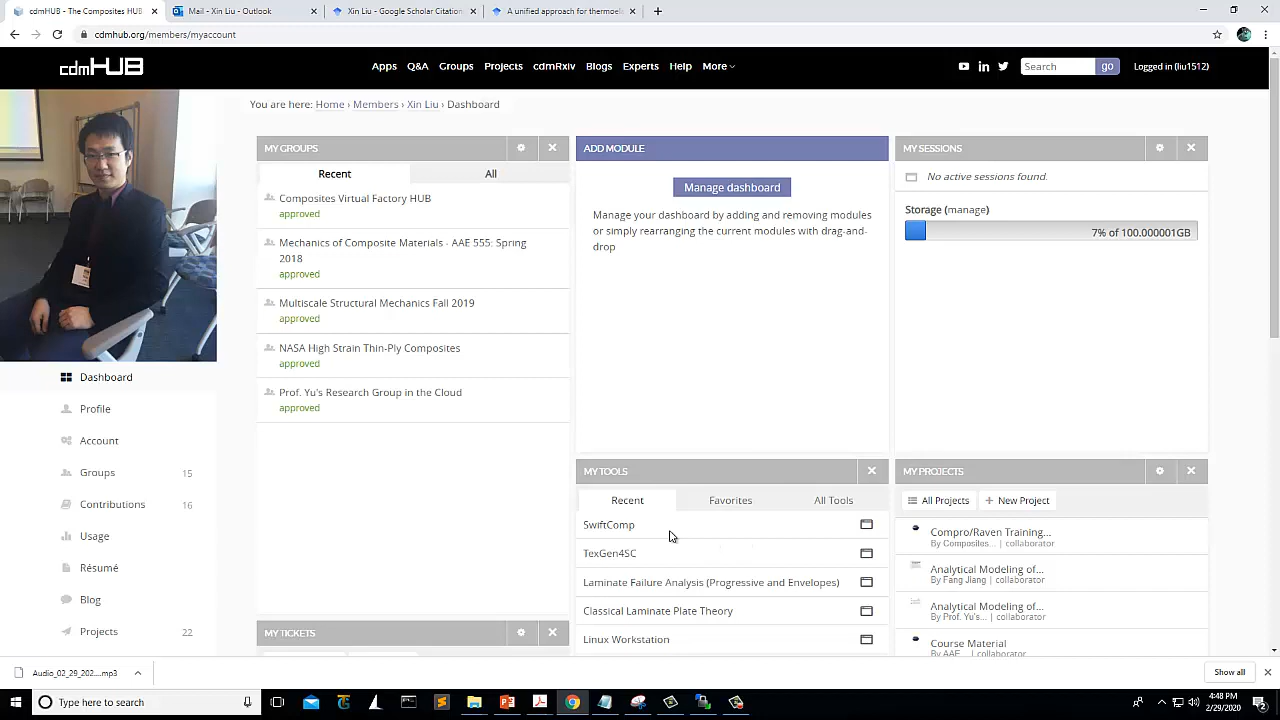 cdmHUB - The Composites HUB
Mail - Xin Liu - Outlook
Xin Liu - Google Scholar Citation
A unified approach for thermoel
cdmhub.org/members/myaccount
cdmHUB
Apps
Q&A
Groups
Projects
cdmRxiv
Blogs
Experts
Help
More
Search
go
Logged in (liu1512)
You are here: Home › Members › Xin Liu › Dashboard
MY GROUPS
Recent
All
Composites Virtual Factory HUB
approved
Mechanics of Composite Materials - AAE 555: Spring
2018
approved
Multiscale Structural Mechanics Fall 2019
approved
NASA High Strain Thin-Ply Composites
approved
Prof. Yu's Research Group in the Cloud
approved
MY TICKETS
ADD MODULE
Manage dashboard
Manage your dashboard by adding and removing modules
or simply rearranging the current modules with drag-and-
drop
MY TOOLS
Recent
Favorites
All Tools
SwiftComp
TexGen4SC
Laminate Failure Analysis (Progressive and Envelopes)
Classical Laminate Plate Theory
Linux Workstation
MY SESSIONS
No active sessions found.
Storage (manage)
7% of 100.000001GB
MY PROJECTS
All Projects
New Project
Compro/Raven Training...
By Composites... | collaborator
Analytical Modeling of...
By Fang Jiang | collaborator
Analytical Modeling of...
By Prof. Yu's... | collaborator
Course Material
By AAE... collaborator
Dashboard
Profile
Account
Groups 15
Contributions 16
Usage
Résumé
Blog
Projects 22
Audio_02_29_202....mp3
Show all
Type here to search
4:48 PM
2/29/2020